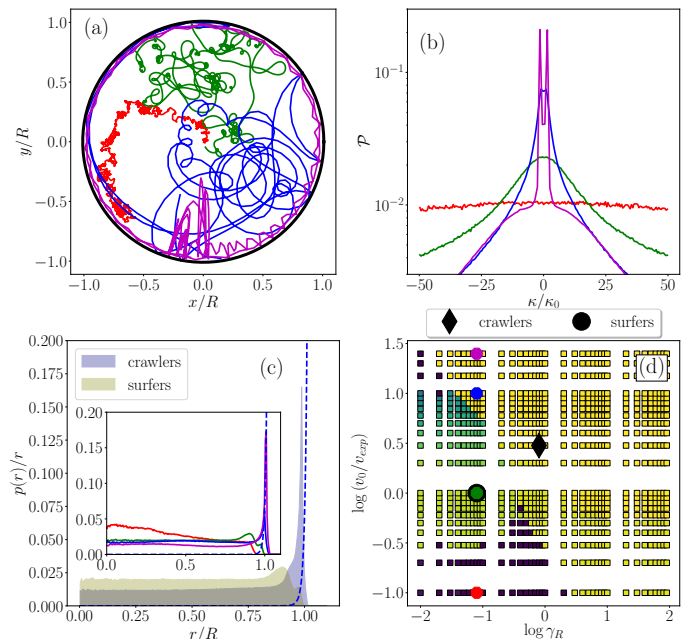 (a)
1.0
0.5
0.0
−0.5
−1.0
y/R
−1.0 −0.5 0.0 0.5 1.0
x/R
(b)
10⁻¹
10⁻²
𝒫
−50 −25 0 25 50
κ/κ₀
crawlers surfers
(c)
crawlers
surfers
0.200
0.175
0.150
0.125
0.100
0.075
0.050
0.025
0.000
p(r)/r
0.20
0.15
0.10
0.05
0.00
0.0 0.5 1.0
0.00 0.25 0.50 0.75 1.00
r/R
(d)
1.5
1.0
0.5
0.0
−0.5
−1.0
log (v₀/vₑₓₚ)
−2 −1 0 1 2
log γ_R